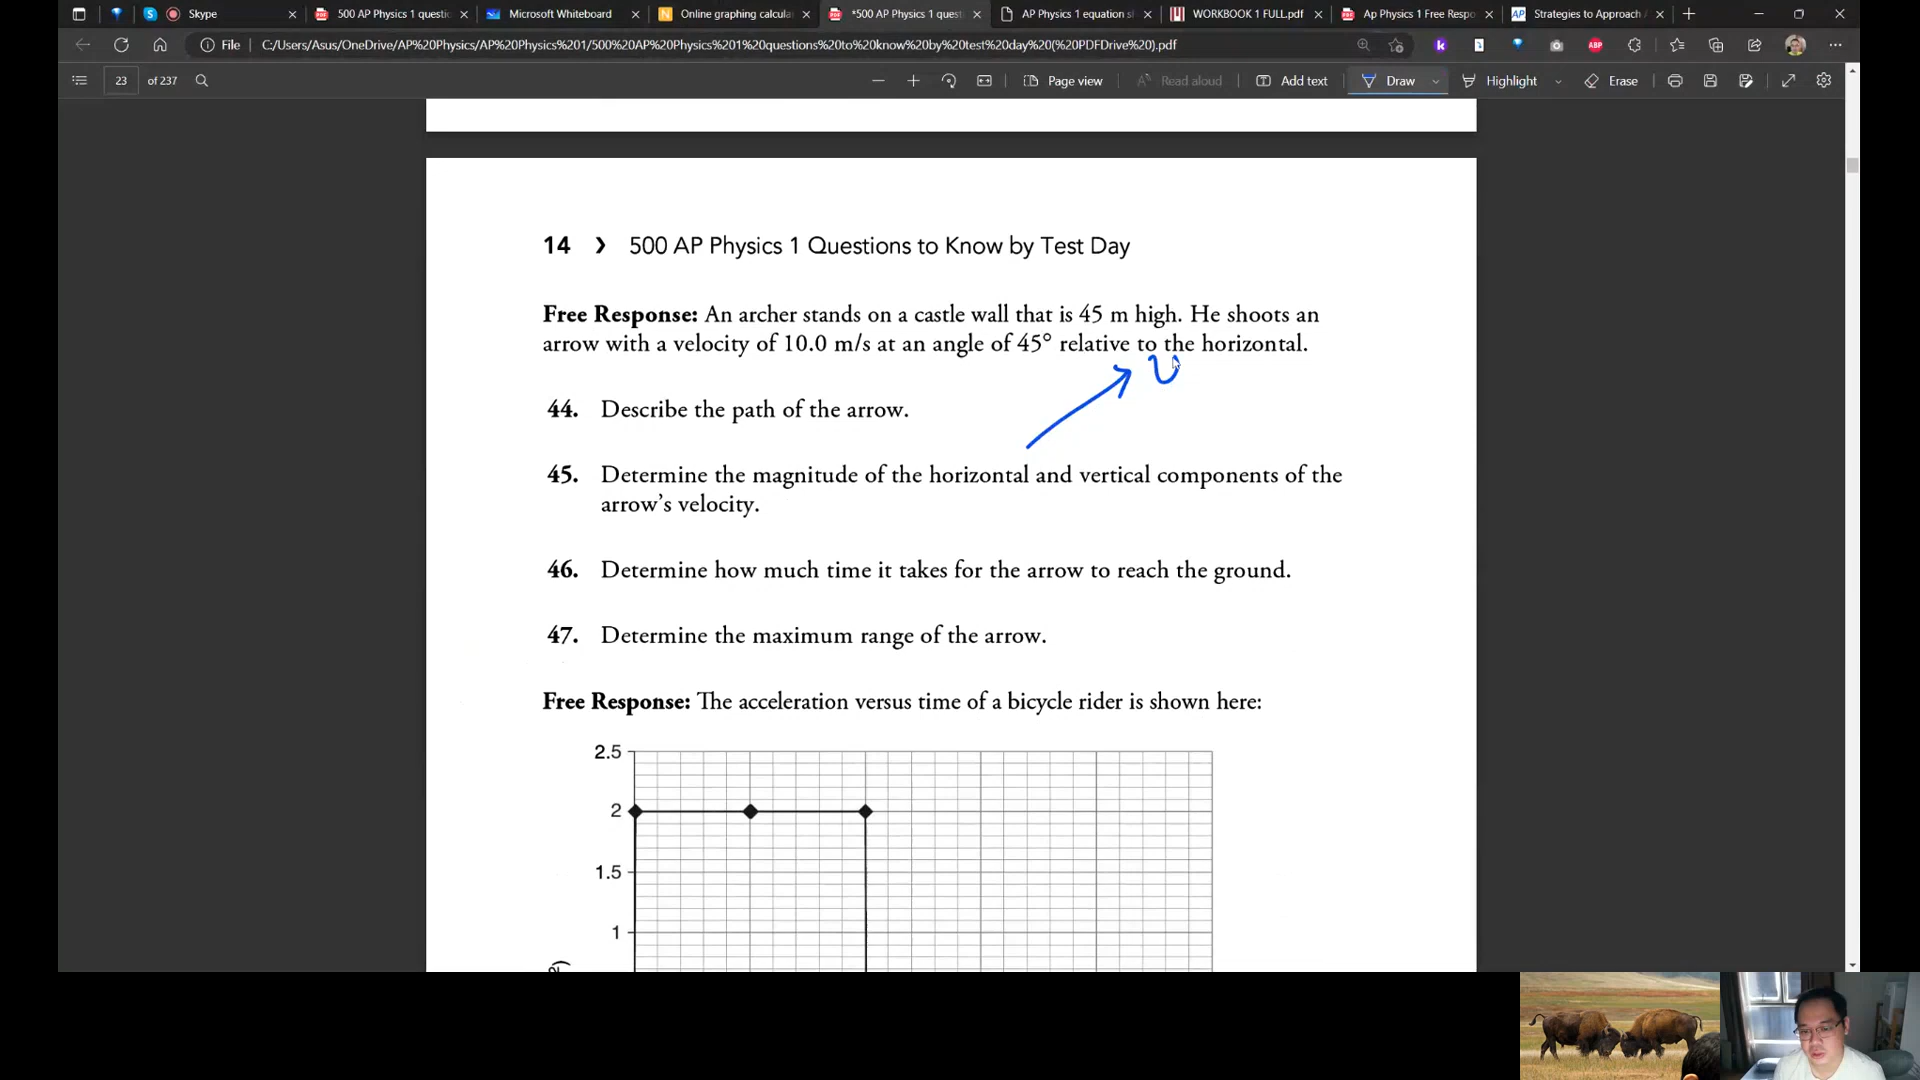 Skype
500 AP Physics 1 questic
Microsoft Whiteboard
Online graphing calcula
*500 AP Physics 1 quest
AP Physics 1 equation sh
WORKBOOK 1 FULL.pdf
Ap Physics 1 Free Respo
Strategies to Approach A
File
C:/Users/Asus/OneDrive/AP%20Physics/AP%20Physics%201/500%20AP%20Physics%201%20questions%20to%20know%20by%20test%20day%20(%20PDFDrive%20).pdf
ABP
23 of 237
Page view
Read aloud
Add text
Draw
Highlight
Erase
14 ❯ 500 AP Physics 1 Questions to Know by Test Day
Free Response: An archer stands on a castle wall that is 45 m high. He shoots an
arrow with a velocity of 10.0 m/s at an angle of 45° relative to the horizontal.
44. Describe the path of the arrow.
45. Determine the magnitude of the horizontal and vertical components of the
arrow’s velocity.
46. Determine how much time it takes for the arrow to reach the ground.
47. Determine the maximum range of the arrow.
Free Response: The acceleration versus time of a bicycle rider is shown here:
2.5
2
1.5
1